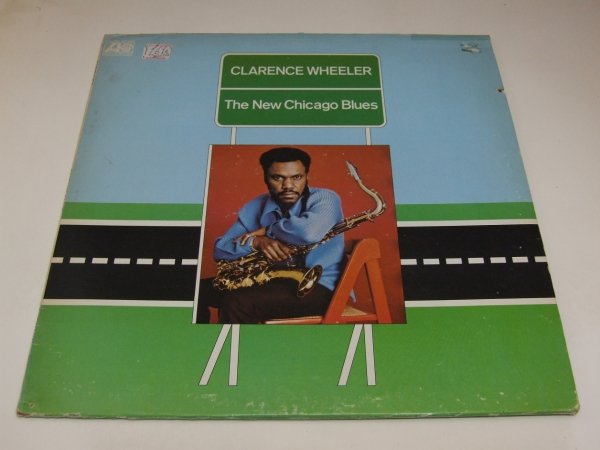 CLARENCE WHEELER
The New Chicago Blues